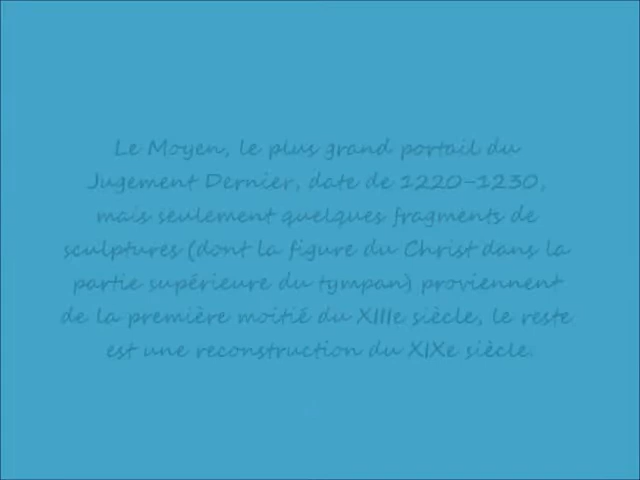 Le Moyen, le plus grand portail du
Jugement Dernier, date de 1220-1230,
mais seulement quelques fragments de
sculptures (dont la figure du Christ dans la
partie supérieure du tympan) proviennent
de la première moitié du XIIIe siècle, le reste
est une reconstruction du XIXe siècle.